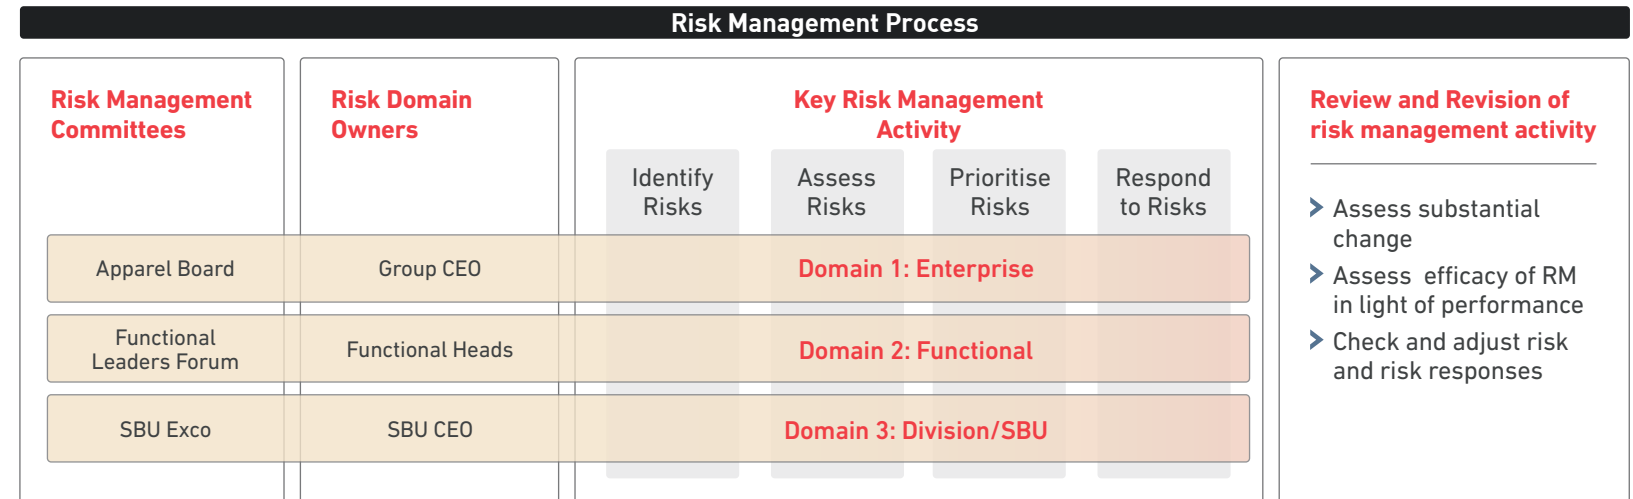 Risk Management Process
Risk Management
Committees
Risk Domain
Owners
Key Risk Management
Activity
Review and Revision of
risk management activity
Identify
Risks
Assess
Risks
Prioritise
Risks
Respond
to Risks
Apparel Board
Group CEO
Domain 1: Enterprise
Functional
Leaders Forum
Functional Heads
Domain 2: Functional
SBU Exco
SBU CEO
Domain 3: Division/SBU
Assess substantial
change
Assess efficacy of RM
in light of performance
Check and adjust risk
and risk responses